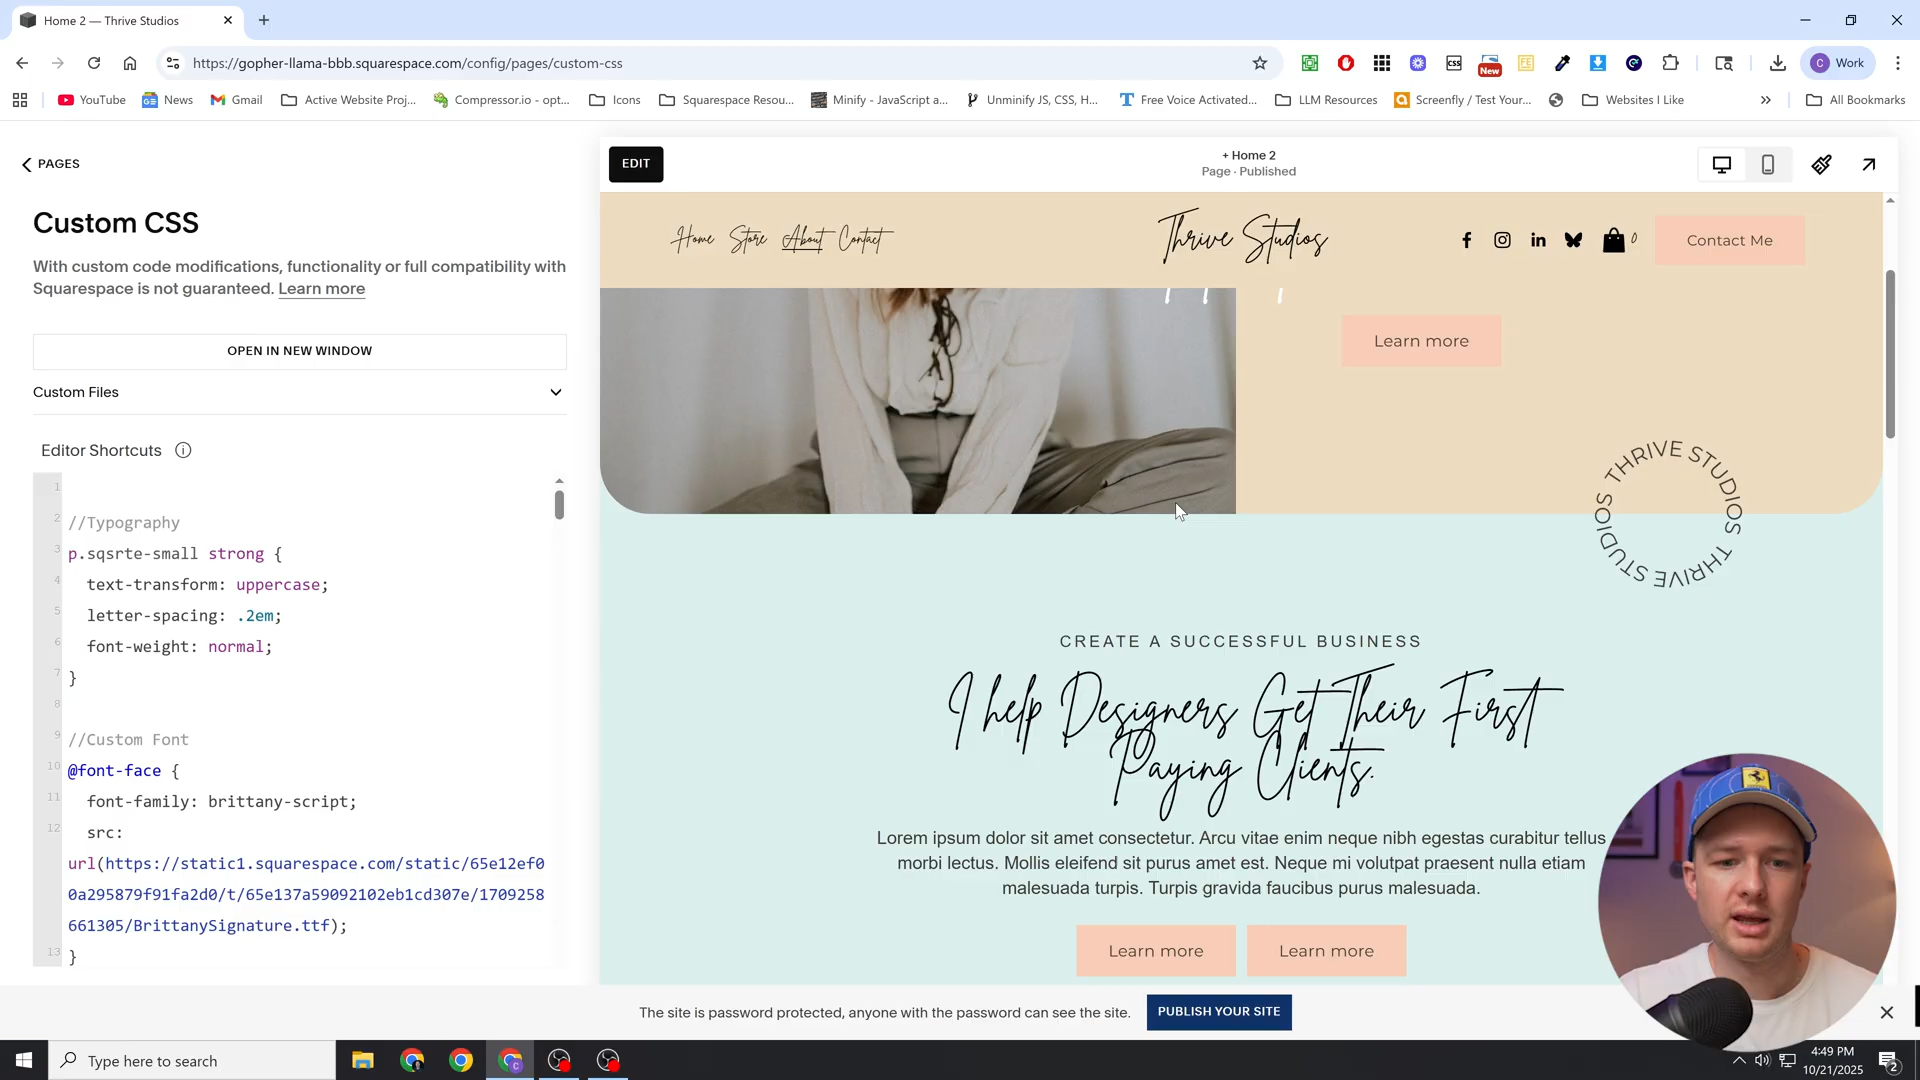 Home 2 — Thrive Studios
https://gopher-llama-bbb.squarespace.com/config/pages/custom-css
css
New
FE
C Work
YouTube
News
Gmail
Active Website Proj...
Compressor.io - opt...
Icons
Squarespace Resou...
Minify - JavaScript a...
Unminify JS, CSS, H...
Free Voice Activated...
LLM Resources
Screenfly / Test Your...
Websites I Like
All Bookmarks
PAGES
EDIT
+ Home 2
Page · Published
Custom CSS
With custom code modifications, functionality or full compatibility with
Squarespace is not guaranteed. Learn more
OPEN IN NEW WINDOW
Custom Files
Editor Shortcuts
1
2 //Typography
3 p.sqsrte-small strong {
4 text-transform: uppercase;
5 letter-spacing: .2em;
6 font-weight: normal;
7 }
8
9 //Custom Font
10 @font-face {
11 font-family: brittany-script;
12 src:
url(https://static1.squarespace.com/static/65e12ef0
0a295879f91fa2d0/t/65e137a59092102eb1cd307e/1709258
661305/BrittanySignature.ttf);
13 }
Home Store About Contact
Thrive Studios
0
Contact Me
Learn more
THRIVE STUDIOS THRIVE STUDIOS
CREATE A SUCCESSFUL BUSINESS
I help Designers Get Their First
Paying Clients.
Lorem ipsum dolor sit amet consectetur. Arcu vitae enim neque nibh egestas curabitur tellus
morbi lectus. Mollis eleifend sit purus amet est. Neque mi volutpat praesent nulla etiam
malesuada turpis. Turpis gravida faucibus purus malesuada.
Learn more
Learn more
The site is password protected, anyone with the password can see the site.
PUBLISH YOUR SITE
Type here to search
4:49 PM
10/21/2025
2